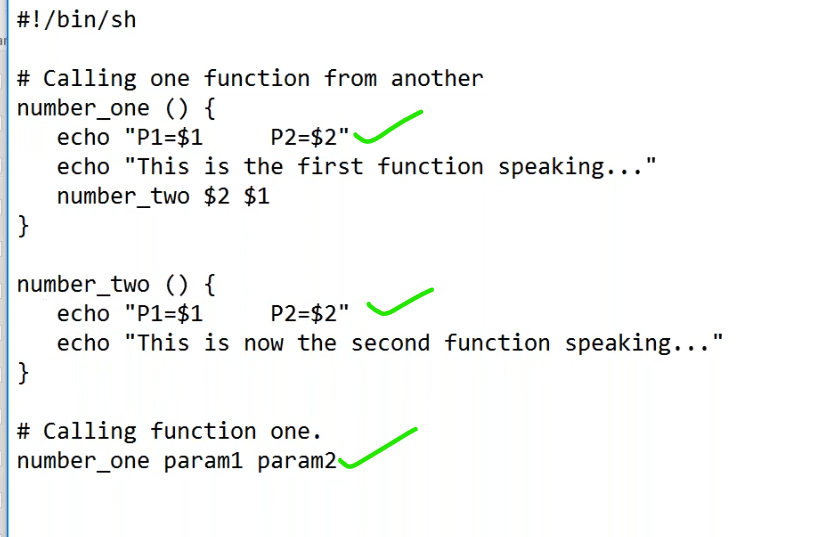 #!/bin/sh
# Calling one function from another
number_one () {
   echo "P1=$1     P2=$2"
   echo "This is the first function speaking..."
   number_two $2 $1
}
number_two () {
   echo "P1=$1     P2=$2"
   echo "This is now the second function speaking..."
}
# Calling function one.
number_one param1 param2